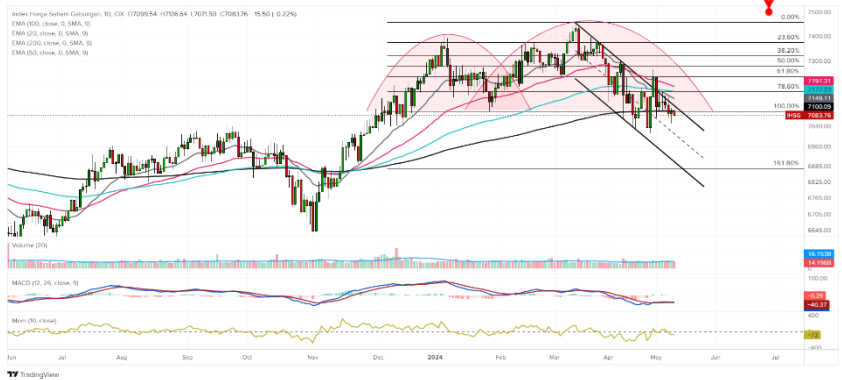 Index Harga Saham Gabungan, 1D, IDX O7099.54 H7136.64 L7071.50 C7083.76 -15.50 (-0.22%)
EMA (100, close, 0, SMA, 9)
EMA (20, close, 0, SMA, 9)
EMA (200, close, 0, SMA, 9)
EMA (50, close, 0, SMA, 9)
0.00%
23.60%
38.20%
50.00%
61.80%
78.60%
100.00%
161.80%
7500.00
7400.00
7300.00
7197.31
7177.23
7149.11
7100.09
IHSG 7083.76
7040.00
6960.00
6885.00
6825.00
6765.00
6705.00
6645.00
Volume (20)
16.153B
14.196B
MACD (12, 26, close, 9)
100.00
-0.29
-40.37
Mom (10, close)
400
-72
-400
Jun Jul Aug Sep Oct Nov Dec 2024 Feb Mar Apr May Jun Jul
TradingView